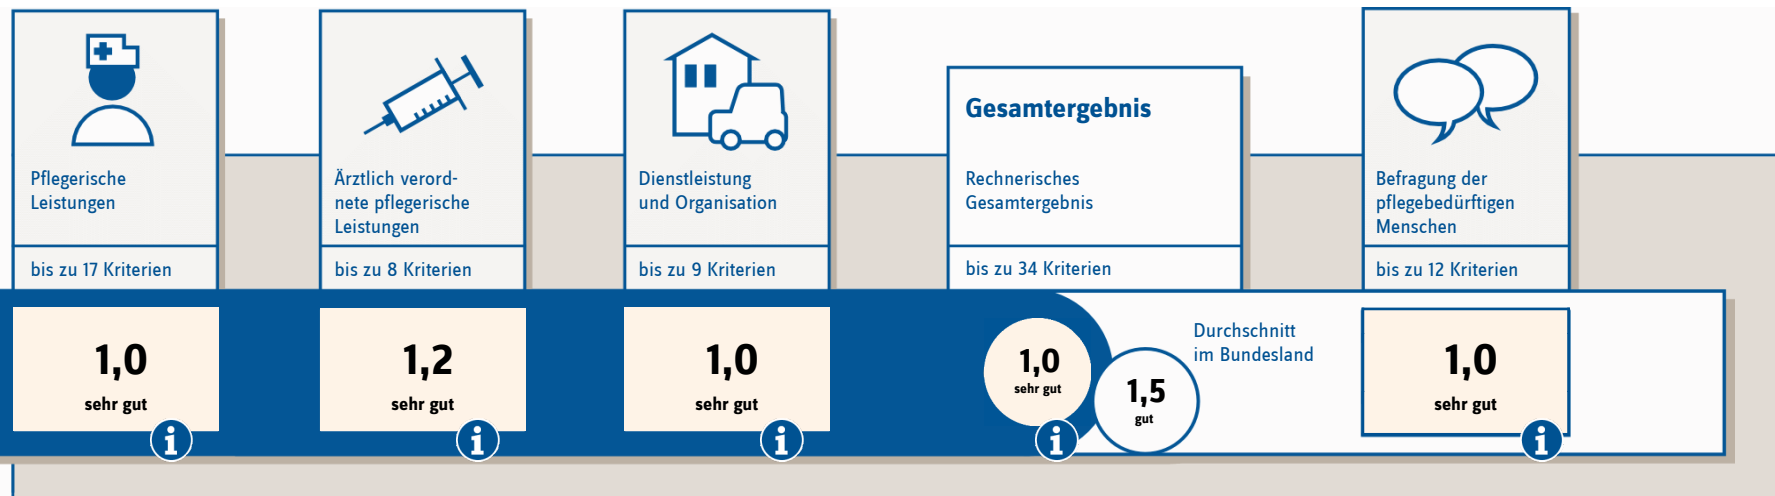 Pflegerische
Leistungen
bis zu 17 Kriterien
1,0
sehr gut
Ärztlich verord-
nete pflegerische
Leistungen
bis zu 8 Kriterien
1,2
sehr gut
Dienstleistung
und Organisation
bis zu 9 Kriterien
1,0
sehr gut
Gesamtergebnis
Rechnerisches
Gesamtergebnis
bis zu 34 Kriterien
1,0
sehr gut
1,5
gut
Durchschnitt
im Bundesland
Befragung der
pflegebedürftigen
Menschen
bis zu 12 Kriterien
1,0
sehr gut